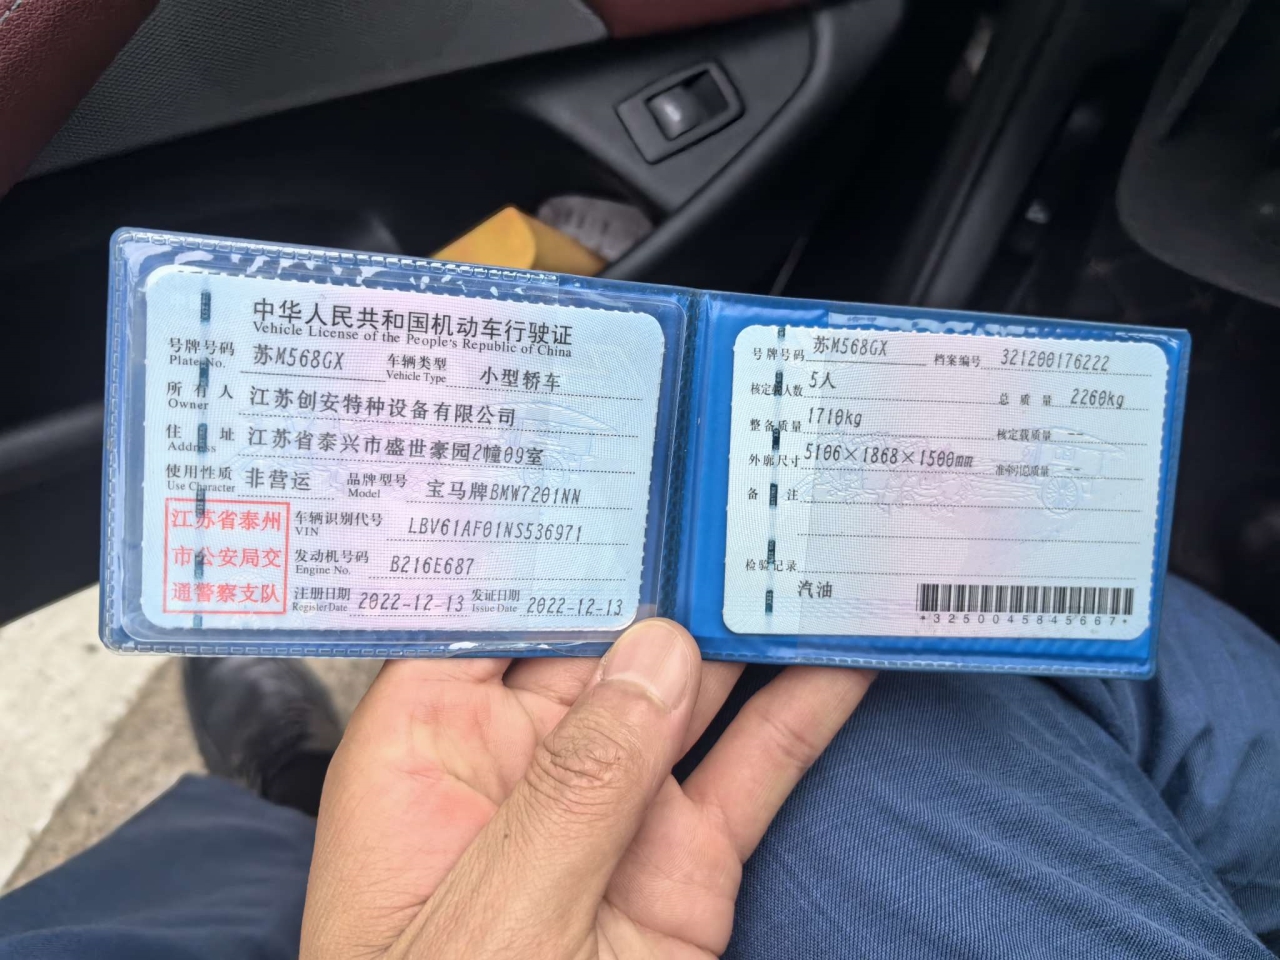 中华人民共和国机动车行驶证
Vehicle License of the People's Republic of China
号牌号码 Plate No. 苏M568GX 车辆类型 Vehicle Type 小型轿车
所有人 Owner 江苏创安特种设备有限公司
住址 Address 江苏省泰兴市盛世豪园2幢09室
使用性质 Use Character 非营运 品牌型号 Model 宝马牌BMW7201NN
江苏省泰州
市公安局交
通警察支队
车辆识别代号 VIN LBV61AF01NS536971
发动机号码 Engine No. B216E687
注册日期 Register Date 2022-12-13 发证日期 Issue Date 2022-12-13
号牌号码 苏M568GX 档案编号 321200176222
核定载人数 5人 总质量 2260kg
整备质量 1710kg 核定载质量 --
外廓尺寸 5106×1868×1500mm 准牵引总质量 --
备注
检验记录
汽油
*3250045845667*